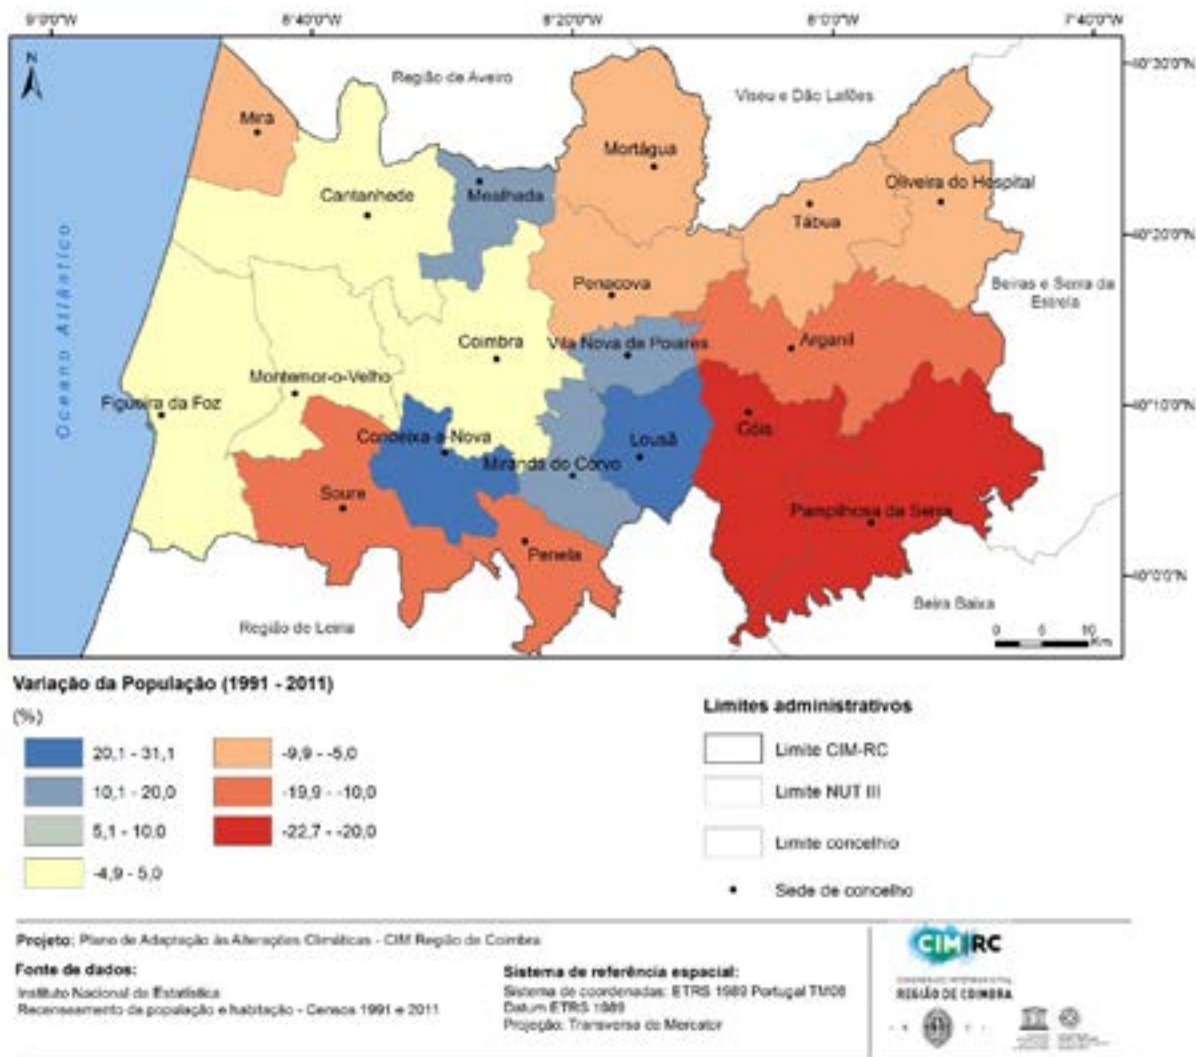 9°0'0"W 8°40'0"W 8°20'0"W 8°0'0"W 7°40'0"W
N
40°30'0"N
Região de Aveiro
Viseu e Dão Lafões
Mira
Mortágua
Cantanhede
Mealhada
Oliveira do Hospital
Tábua
40°20'0"N
Oceano Atlântico
Penacova
Beiras e Serra da
Estrela
Coimbra
Vila Nova de Poiares
Arganil
Montemor-o-Velho
Figueira da Foz
40°10'0"N
Condeixa-a-Nova
Lousã
Góis
Miranda do Corvo
Soure
Pampilhosa da Serra
Penela
40°0'0"N
Beira Baixa
Região de Leiria
0 5 10
Km
Variação da População (1991 - 2011)
(%)
20,1 - 31,1
10,1 - 20,0
5,1 - 10,0
-4,9 - 5,0
-9,9 - -5,0
-19,9 - -10,0
-22,7 - -20,0
Limites administrativos
Limite CIM-RC
Limite NUT III
Limite concelhio
Sede de concelho
Projeto: Plano de Adaptação às Alterações Climáticas - CIM Região de Coimbra
Fonte de dados:
Instituto Nacional de Estatística
Recenseamento da população e habitação - Censos 1991 e 2011
Sistema de referência espacial:
Sistema de coordenadas: ETRS 1989 Portugal TM06
Datum ETRS 1989
Projeção: Transversa de Mercator
CIM RC
COMUNIDADE INTERMUNICIPAL
REGIÃO DE COIMBRA